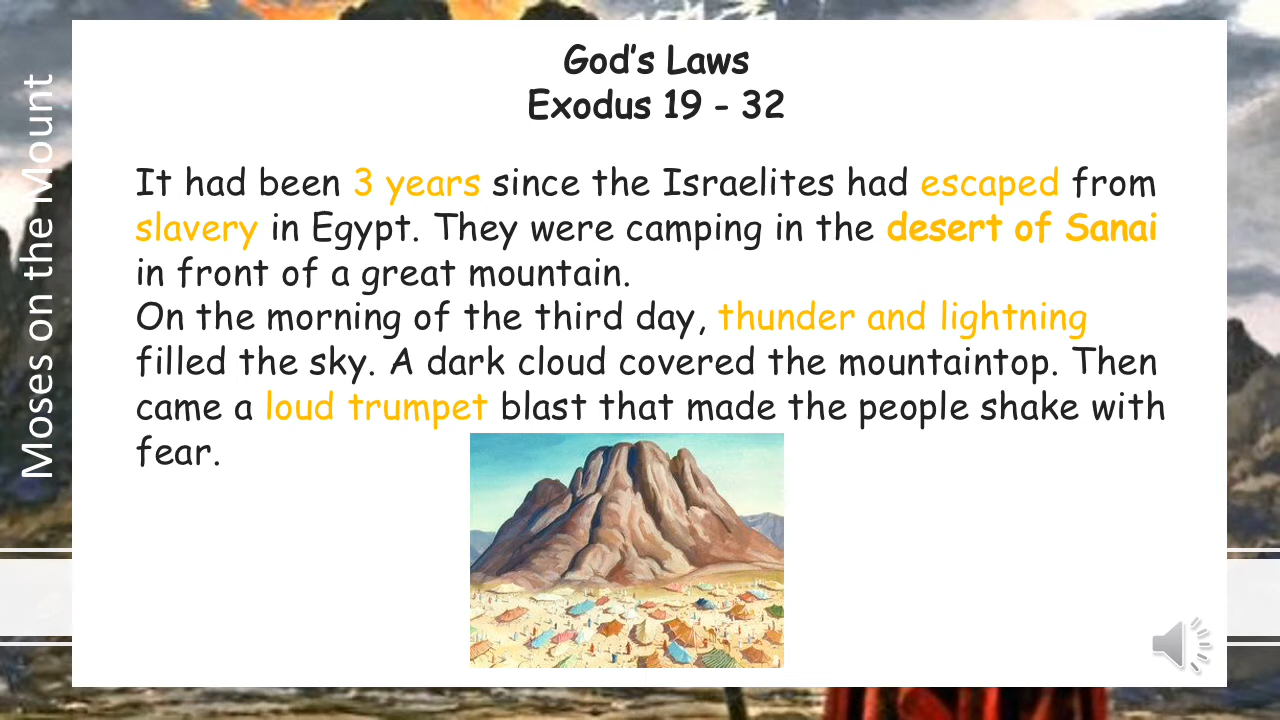 God's Laws
Exodus 19 - 32
It had been 3 years since the Israelites had escaped from
slavery in Egypt. They were camping in the desert of Sanai
in front of a great mountain.
On the morning of the third day, thunder and lightning
filled the sky. A dark cloud covered the mountaintop. Then
came a loud trumpet blast that made the people shake with
fear.
Moses on the Mount